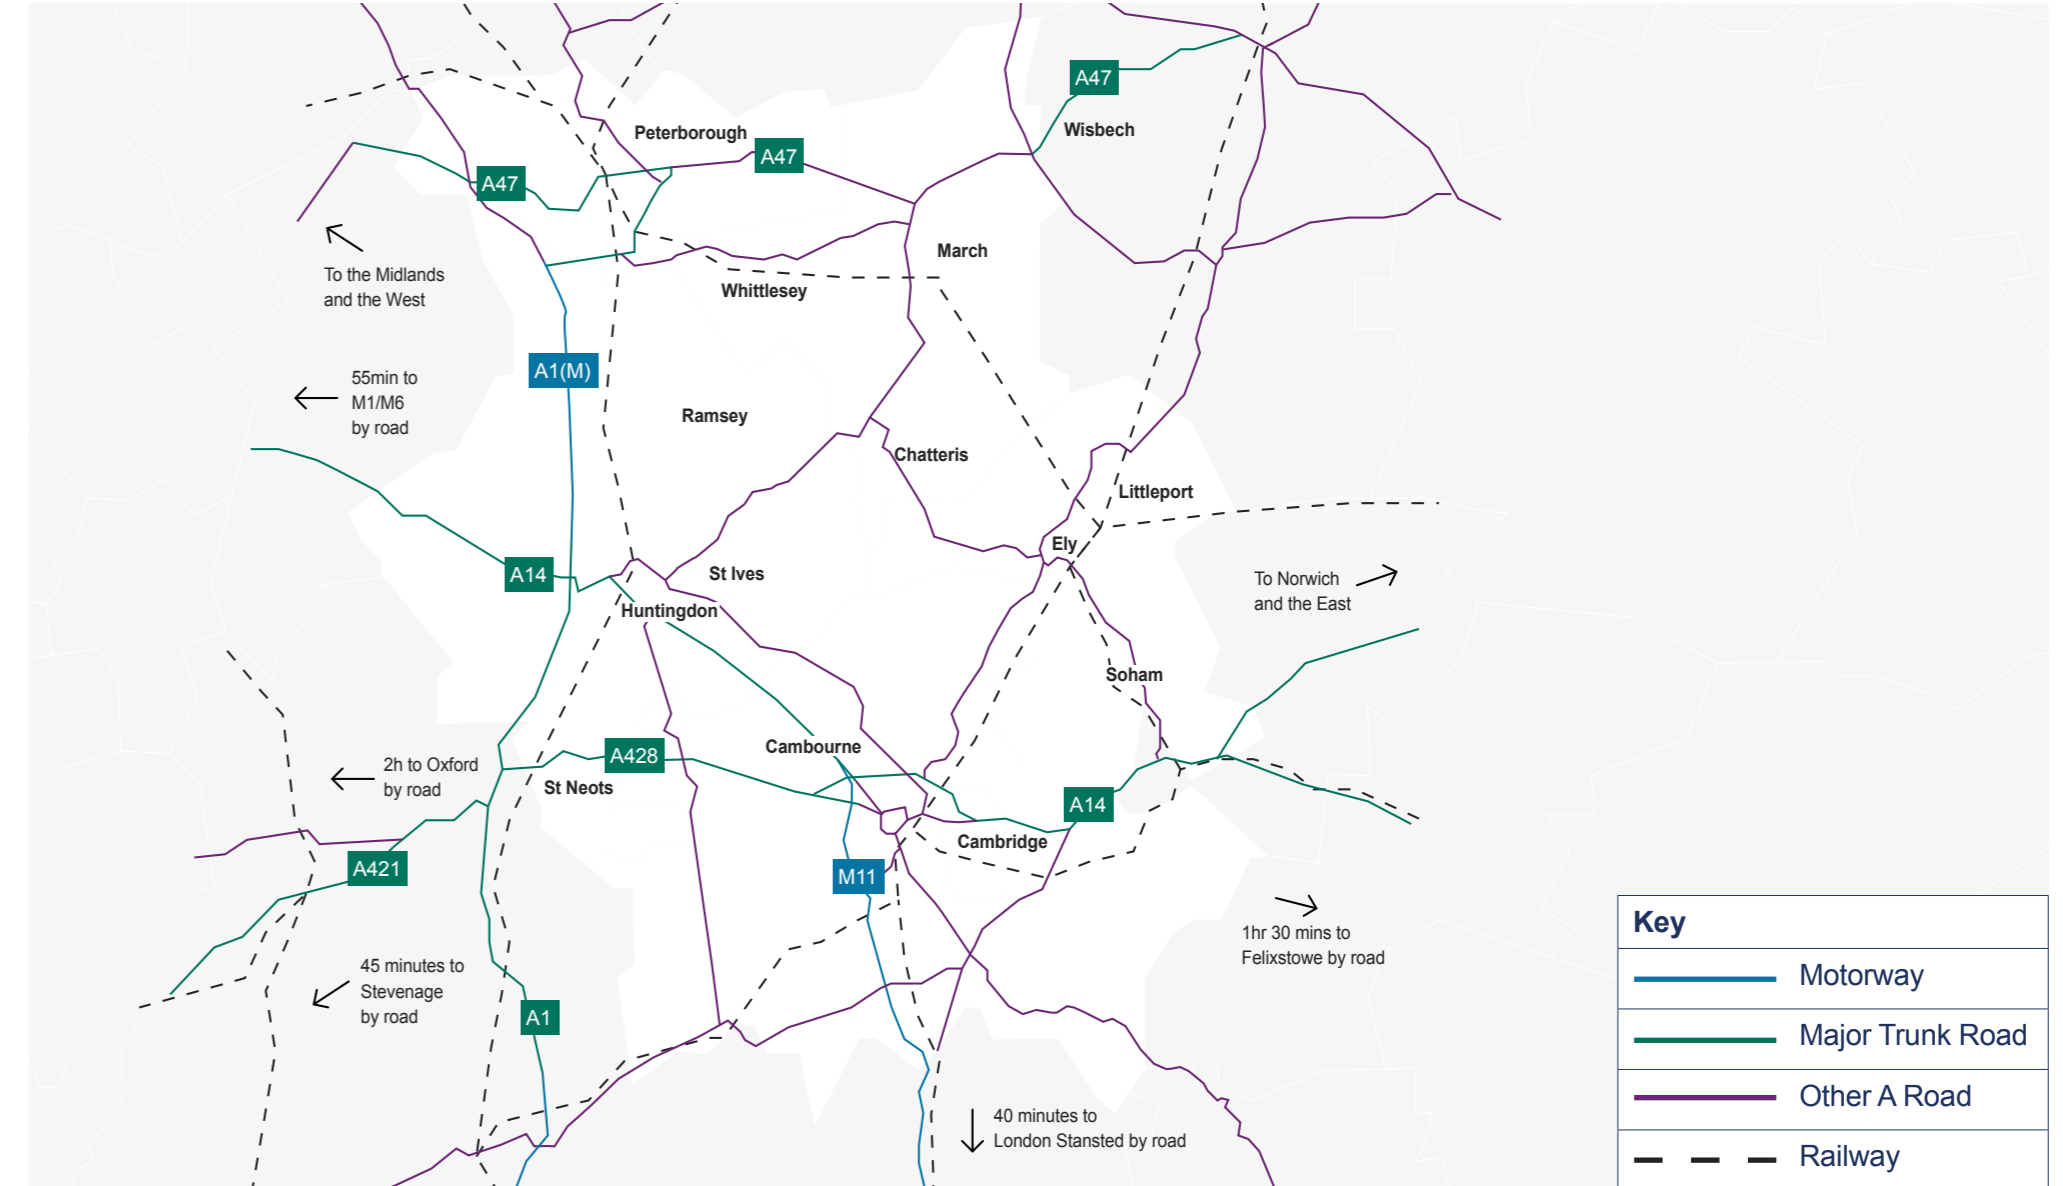 A47
Wisbech
Peterborough
A47
A47
March
To the Midlands
and the West
Whittlesey
A1(M)
55min to
M1/M6
by road
Ramsey
Chatteris
Littleport
Ely
A14
St Ives
To Norwich
and the East
Huntingdon
Soham
Cambourne
A428
2h to Oxford
by road
St Neots
A14
Cambridge
A421
M11
1hr 30 mins to
Felixstowe by road
45 minutes to
Stevenage
by road
A1
40 minutes to
London Stansted by road
Key
Motorway
Major Trunk Road
Other A Road
Railway